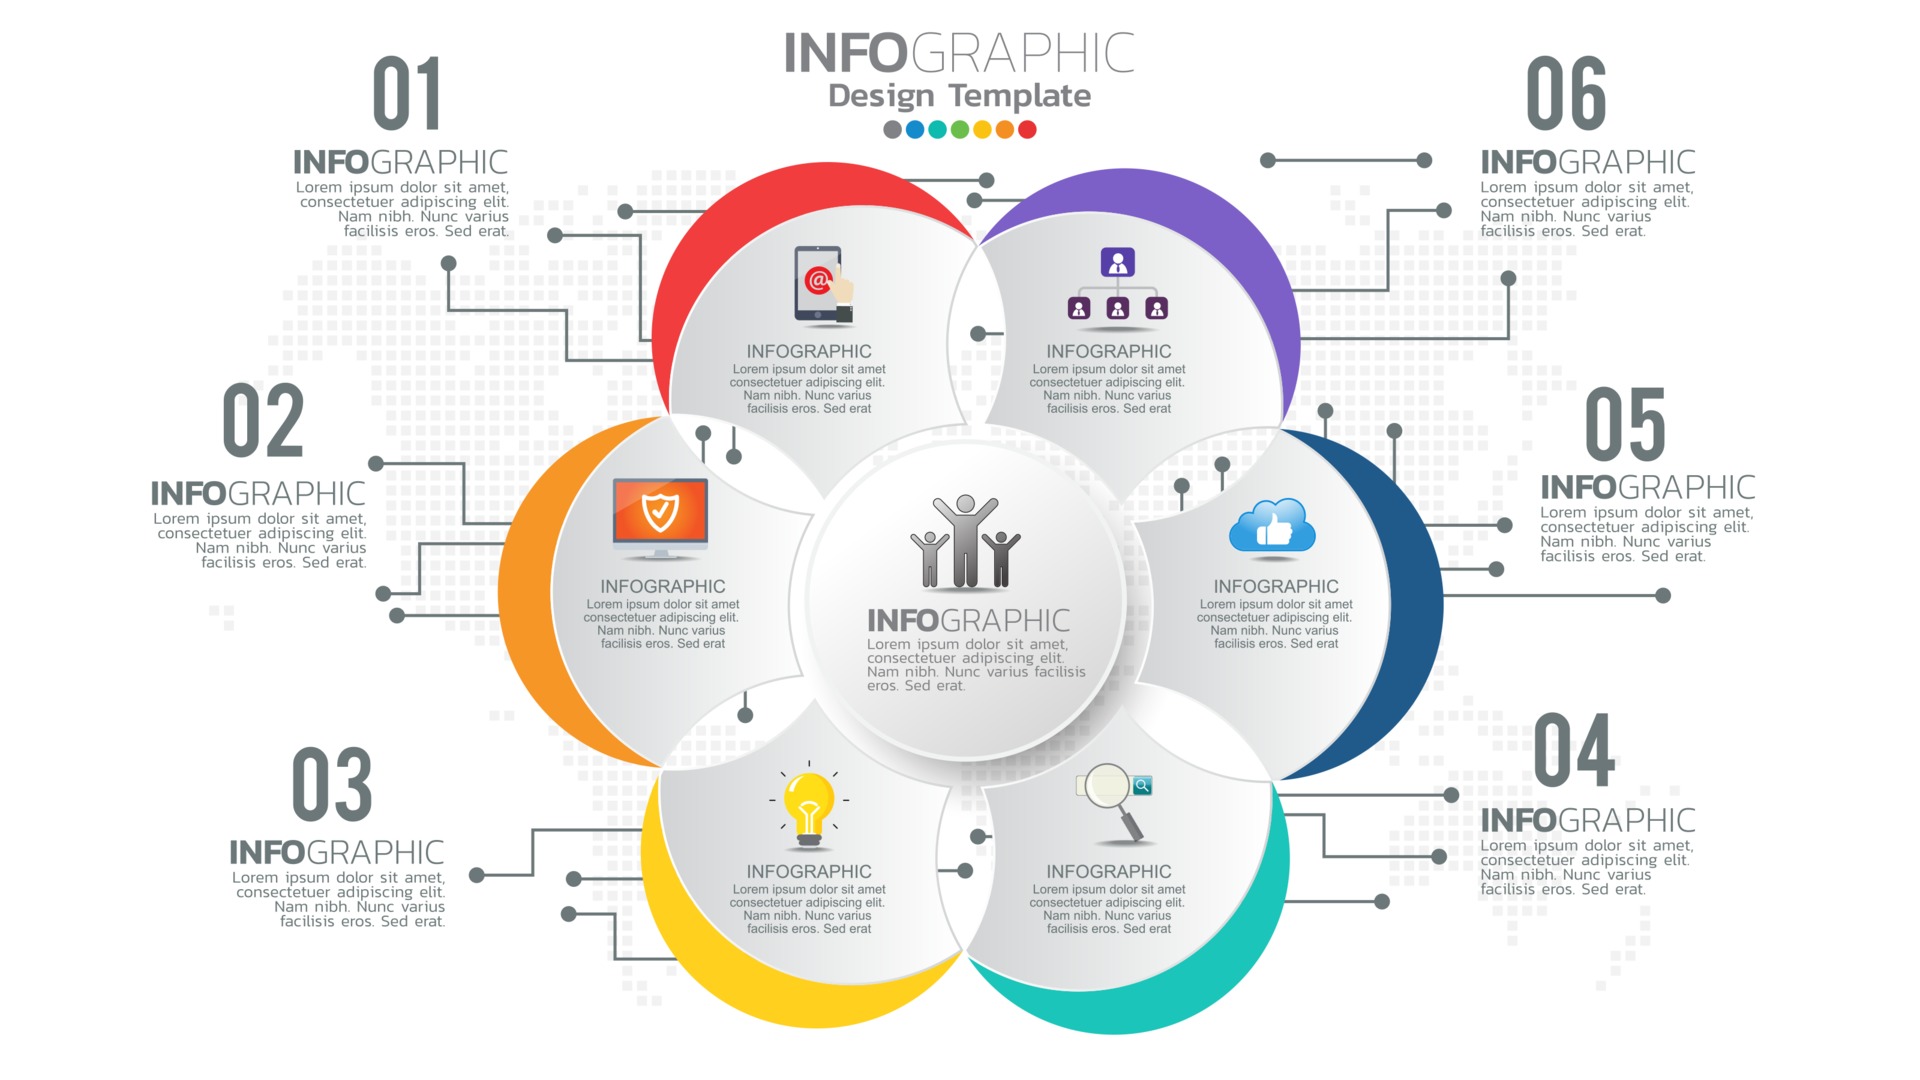 INFOGRAPHIC
Design Template
01
INFOGRAPHIC
Lorem ipsum dolor sit amet,
consectetuer adipiscing elit.
Nam nibh. Nunc varius
facilisis eros. Sed erat.
02
INFOGRAPHIC
Lorem ipsum dolor sit amet,
consectetuer adipiscing elit.
Nam nibh. Nunc varius
facilisis eros. Sed erat.
03
INFOGRAPHIC
Lorem ipsum dolor sit amet,
consectetuer adipiscing elit.
Nam nibh. Nunc varius
facilisis eros. Sed erat.
@
INFOGRAPHIC
Lorem ipsum dolor sit amet
consectetuer adipiscing elit.
Nam nibh. Nunc varius
facilisis eros. Sed erat
INFOGRAPHIC
Lorem ipsum dolor sit amet
consectetuer adipiscing elit.
Nam nibh. Nunc varius
facilisis eros. Sed erat
INFOGRAPHIC
Lorem ipsum dolor sit amet
consectetuer adipiscing elit.
Nam nibh. Nunc varius
facilisis eros. Sed erat
INFOGRAPHIC
Lorem ipsum dolor sit amet,
consectetuer adipiscing elit.
Nam nibh. Nunc varius facilisis
eros. Sed erat.
INFOGRAPHIC
Lorem ipsum dolor sit amet
consectetuer adipiscing elit.
Nam nibh. Nunc varius
facilisis eros. Sed erat
INFOGRAPHIC
Lorem ipsum dolor sit amet
consectetuer adipiscing elit.
Nam nibh. Nunc varius
facilisis eros. Sed erat
INFOGRAPHIC
Lorem ipsum dolor sit amet
consectetuer adipiscing elit.
Nam nibh. Nunc varius
facilisis eros. Sed erat
06
INFOGRAPHIC
Lorem ipsum dolor sit amet,
consectetuer adipiscing elit.
Nam nibh. Nunc varius
facilisis eros. Sed erat.
05
INFOGRAPHIC
Lorem ipsum dolor sit amet,
consectetuer adipiscing elit.
Nam nibh. Nunc varius
facilisis eros. Sed erat.
04
INFOGRAPHIC
Lorem ipsum dolor sit amet,
consectetuer adipiscing elit.
Nam nibh. Nunc varius
facilisis eros. Sed erat.